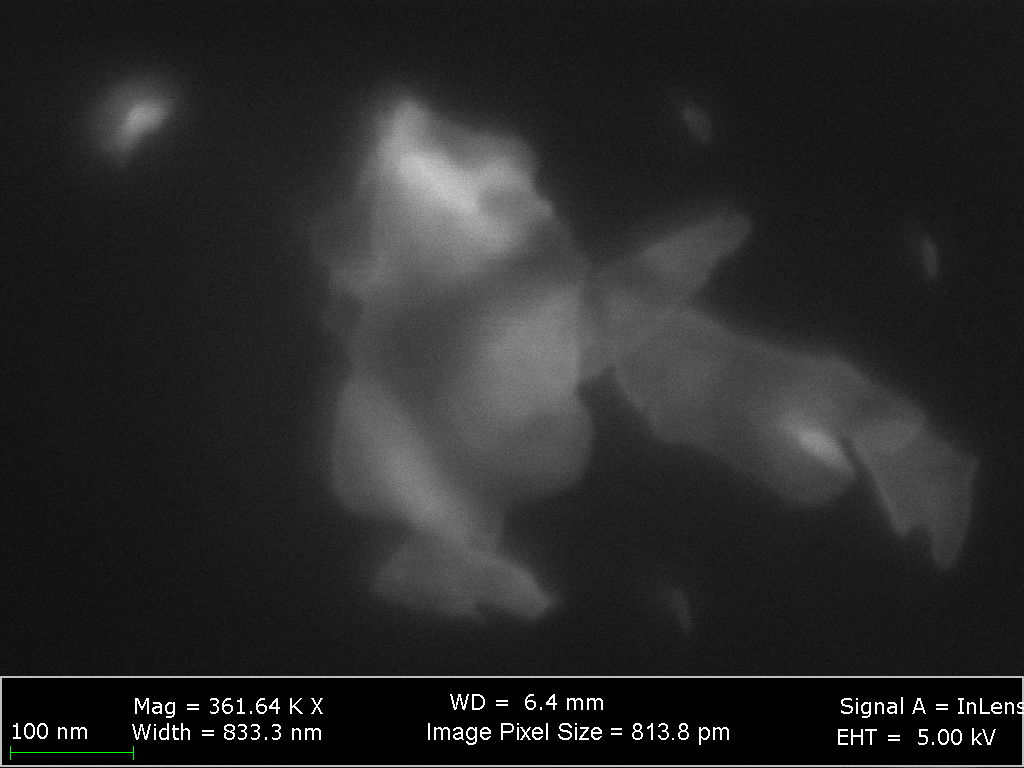 Mag = 361.64 K X
WD = 6.4 mm
Signal A = InLens
100 nm
Width = 833.3 nm
Image Pixel Size = 813.8 pm
EHT = 5.00 kV